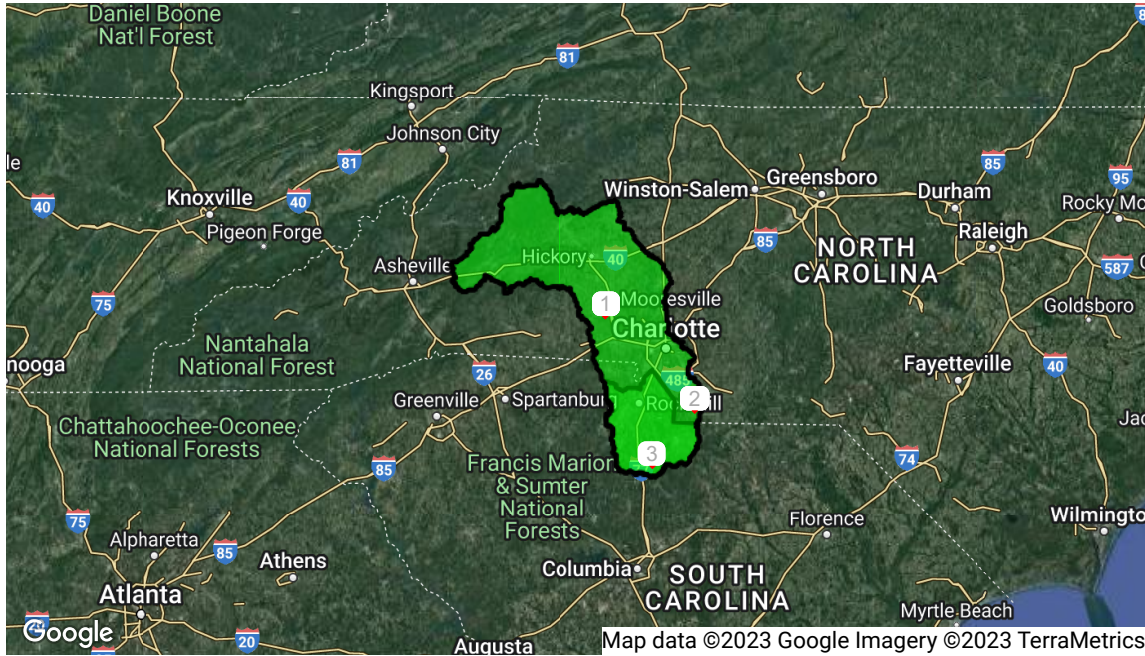 Daniel Boone
Nat'l Forest
81
Kingsport
Johnson City
81
85
95
40
Knoxville
40
Winston-Salem
Greensboro
Durham
Rocky Mo
Pigeon Forge
85
Raleigh
NORTH
CAROLINA
Asheville
Hickory
40
587
75
1
Mooresville
Goldsboro
Charlotte
Nantahala
National Forest
nooga
26
485
Fayetteville
40
Greenville
Spartanburg
2
Rock Hill
Chattahoochee-Oconee
National Forests
3
74
85
Francis Marion
& Sumter
National
Forests
75
Florence
Wilmingto
Alpharetta
85
Athens
Columbia
SOUTH
CAROLINA
Atlanta
Myrtle Beach
Google
20
Augusta
Map data ©2023 Google Imagery ©2023 TerraMetrics